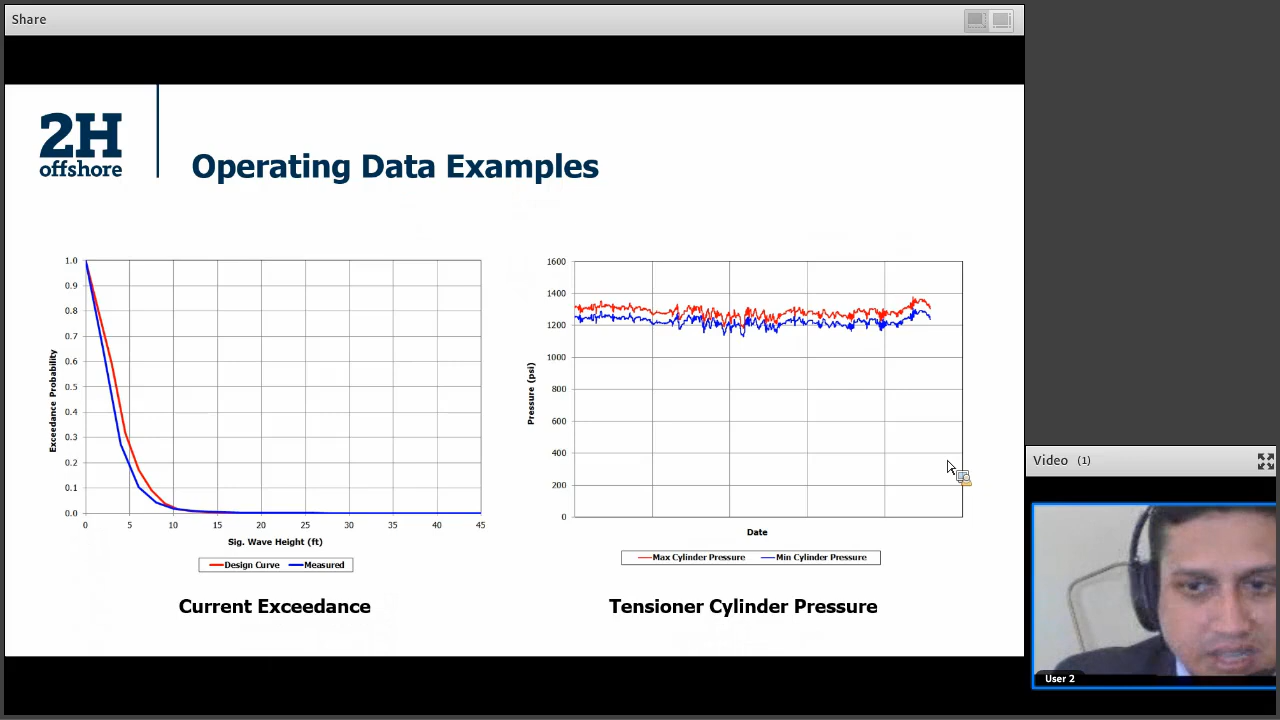 Share
2H
offshore
Operating Data Examples
1.0
0.9
0.8
0.7
0.6
0.5
0.4
0.3
0.2
0.1
0.0
Exceedance Probability
0 5 10 15 20 25 30 35 40 45
Sig. Wave Height (ft)
Design Curve Measured
Current Exceedance
1600
1400
1200
1000
800
600
400
200
0
Pressure (psi)
Date
Max Cylinder Pressure Min Cylinder Pressure
Tensioner Cylinder Pressure
Video (1)
User 2